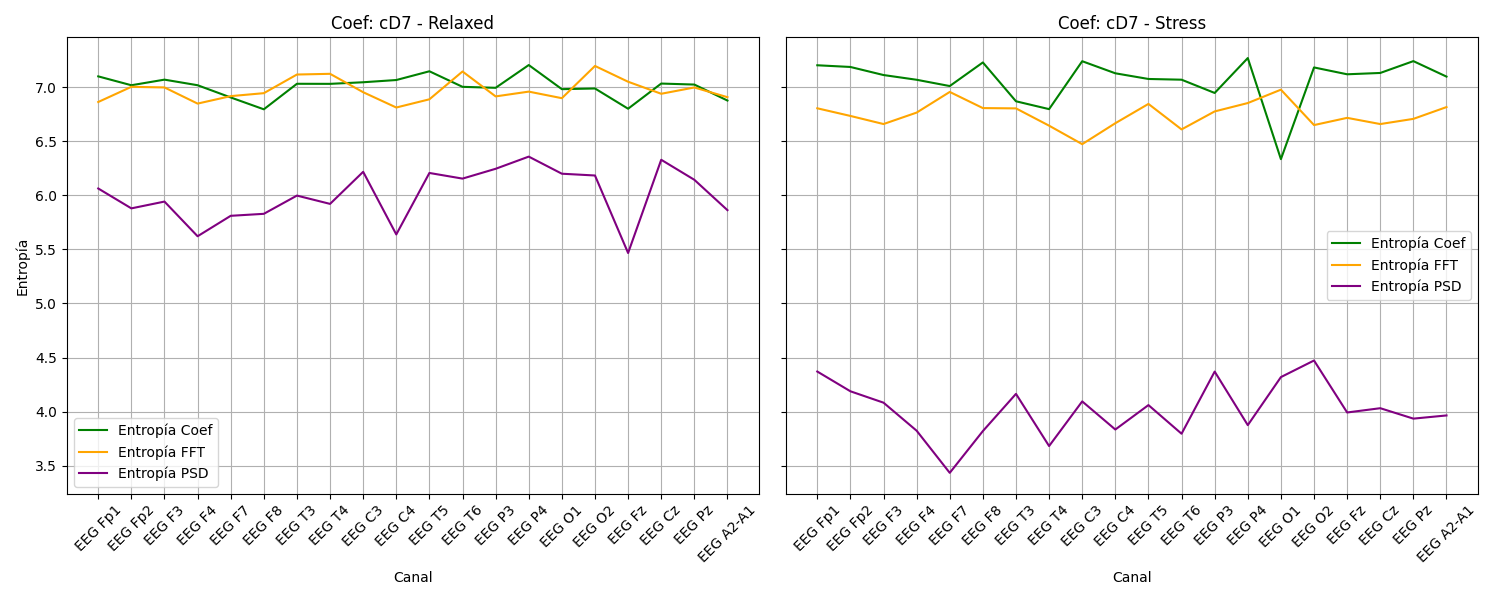 Coef: cD7 - Relaxed
Entropía
7.0
6.5
6.0
5.5
5.0
4.5
4.0
3.5
Entropía Coef
Entropía FFT
Entropía PSD
EEG Fp1
EEG Fp2
EEG F3
EEG F4
EEG F7
EEG F8
EEG T3
EEG T4
EEG C3
EEG C4
EEG T5
EEG T6
EEG P3
EEG P4
EEG O1
EEG O2
EEG Fz
EEG Cz
EEG Pz
EEG A2-A1
Canal
Coef: cD7 - Stress
Entropía Coef
Entropía FFT
Entropía PSD
EEG Fp1
EEG Fp2
EEG F3
EEG F4
EEG F7
EEG F8
EEG T3
EEG T4
EEG C3
EEG C4
EEG T5
EEG T6
EEG P3
EEG P4
EEG O1
EEG O2
EEG Fz
EEG Cz
EEG Pz
EEG A2-A1
Canal